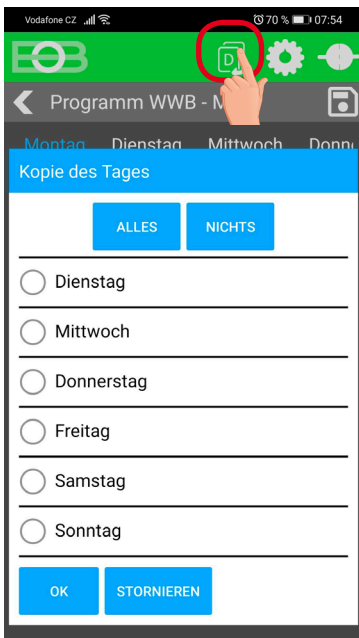 Vodafone CZ 70 % 07:54
EOB D
Programm WWB - M
Montag Dienstag Mittwoch Donn
Kopie des Tages
ALLES NICHTS
Dienstag
Mittwoch
Donnerstag
Freitag
Samstag
Sonntag
OK STORNIEREN